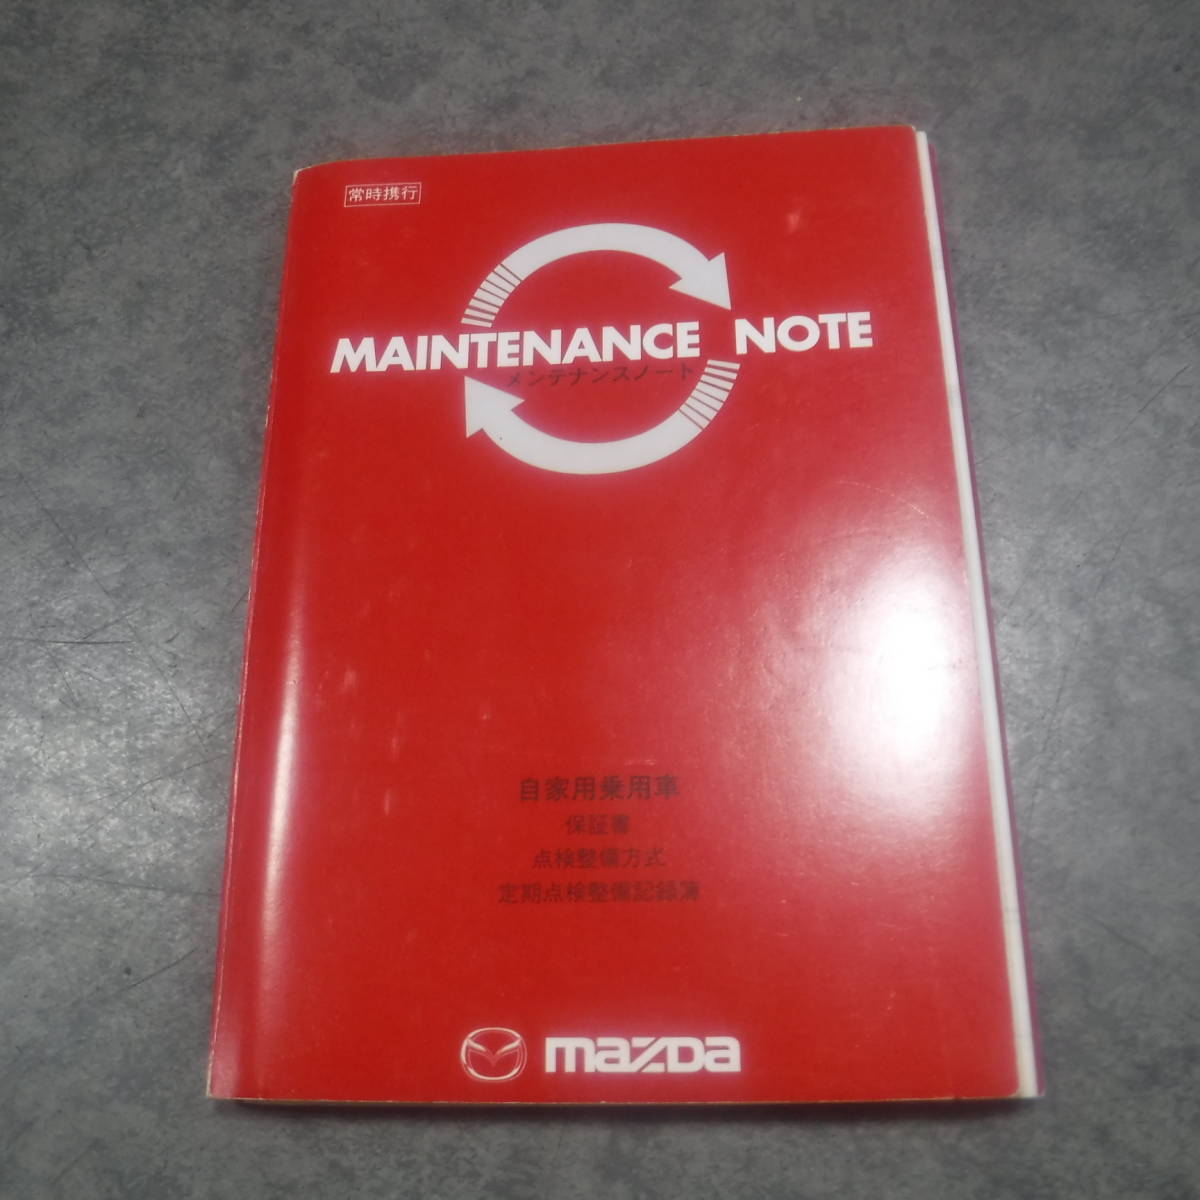 常時携行
MAINTENANCE NOTE
メンテナンスノート
自家用乗用車
保証書
点検整備方式
定期点検整備記録簿
mazda